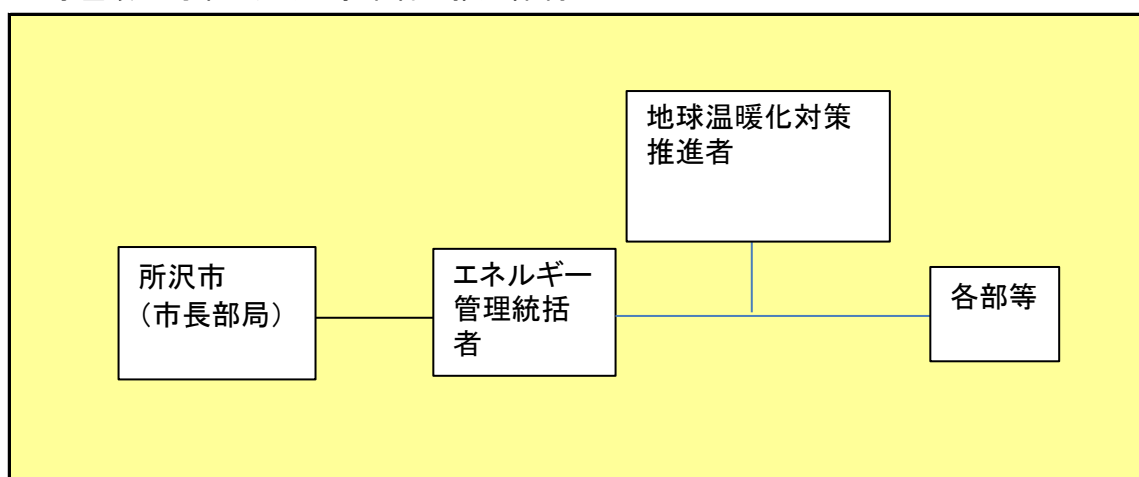 地球温暖化対策
推進者
所沢市
（市長部局）
エネルギー
管理統括
者
各部等